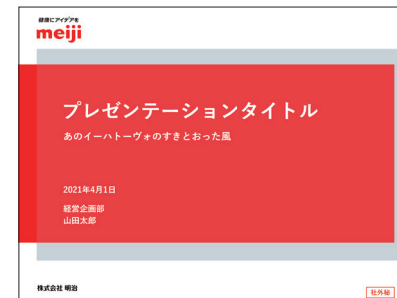 健康にアイデアを
meiji
プレゼンテーションタイトル
あのイーハトーヴォのすきとおった風
2021年4月1日
経営企画部
山田太郎
株式会社 明治
社外秘